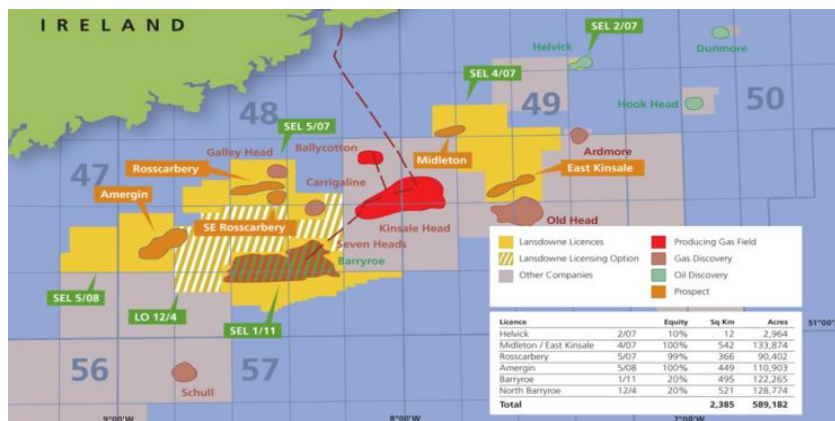 IRELAND
SEL 2/07
Helvick
Dunmore
SEL 4/07
49
50
48
Hook Head
SEL 5/07
Ballycotton
Galley Head
47
Rosscarbery
Midleton
Ardmore
Amergin
Carrigaline
East Kinsale
SE Rosscarbery
Kinsale Head
Old Head
Seven Heads
Barryroe
SEL 5/08
LO 12/4
SEL 1/11
56
57
Schull
Lansdowne Licences
Lansdowne Licensing Option
Other Companies
Producing Gas Field
Gas Discovery
Oil Discovery
Prospect
Licence Equity Sq Km Acres
Helvick 2/07 10% 12 2,964
Midleton / East Kinsale 4/07 100% 542 133,874
Rosscarbery 5/07 99% 366 90,402
Amergin 5/08 100% 449 110,903
Barryroe 1/11 20% 495 122,265
North Barryroe 12/4 20% 521 128,774
Total 2,385 589,182
51°00'
9°00'W
8°00'W
7°00'W